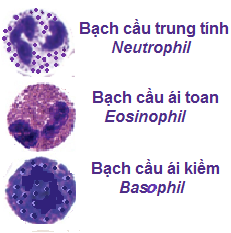 Bạch cầu trung tính
Neutrophil
Bạch cầu ái toan
Eosinophil
Bạch cầu ái kiềm
Basophil